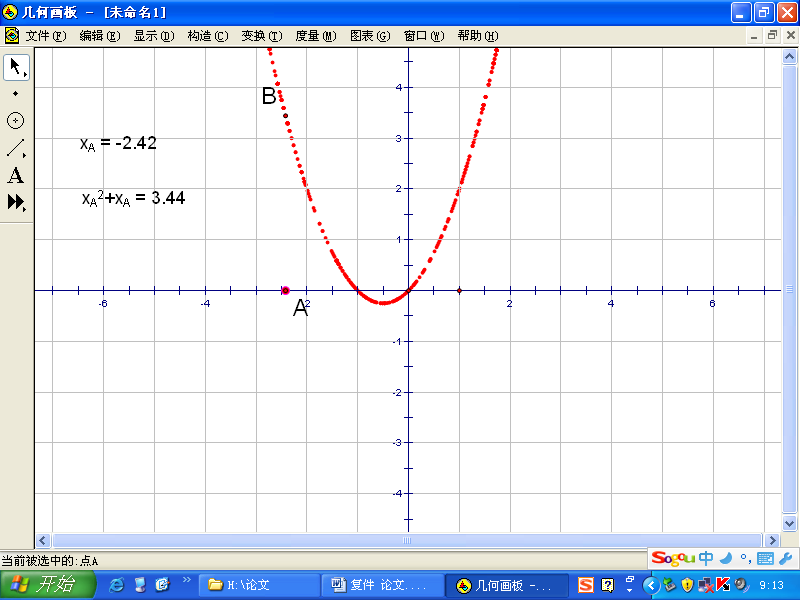 几何画板 - [未命名1]
文件(F) 编辑(E) 显示(D) 构造(C) 变换(T) 度量(M) 图表(G) 窗口(W) 帮助(H)
A
B
x_A = -2.42
x_A²+x_A = 3.44
4
3
2
1
-6 -4 -2 2 4 6
A
-1
-2
-3
-4
当前被选中的:点A
Sogou 中
开始 H:\论文 复件 论文.... 几何画板 -... S ? 9:13